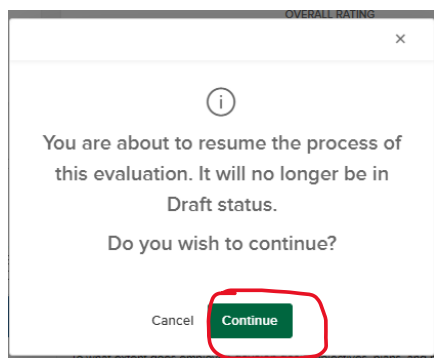 OVERALL RATING
×
You are about to resume the process of
this evaluation. It will no longer be in
Draft status.
Do you wish to continue?
Cancel Continue